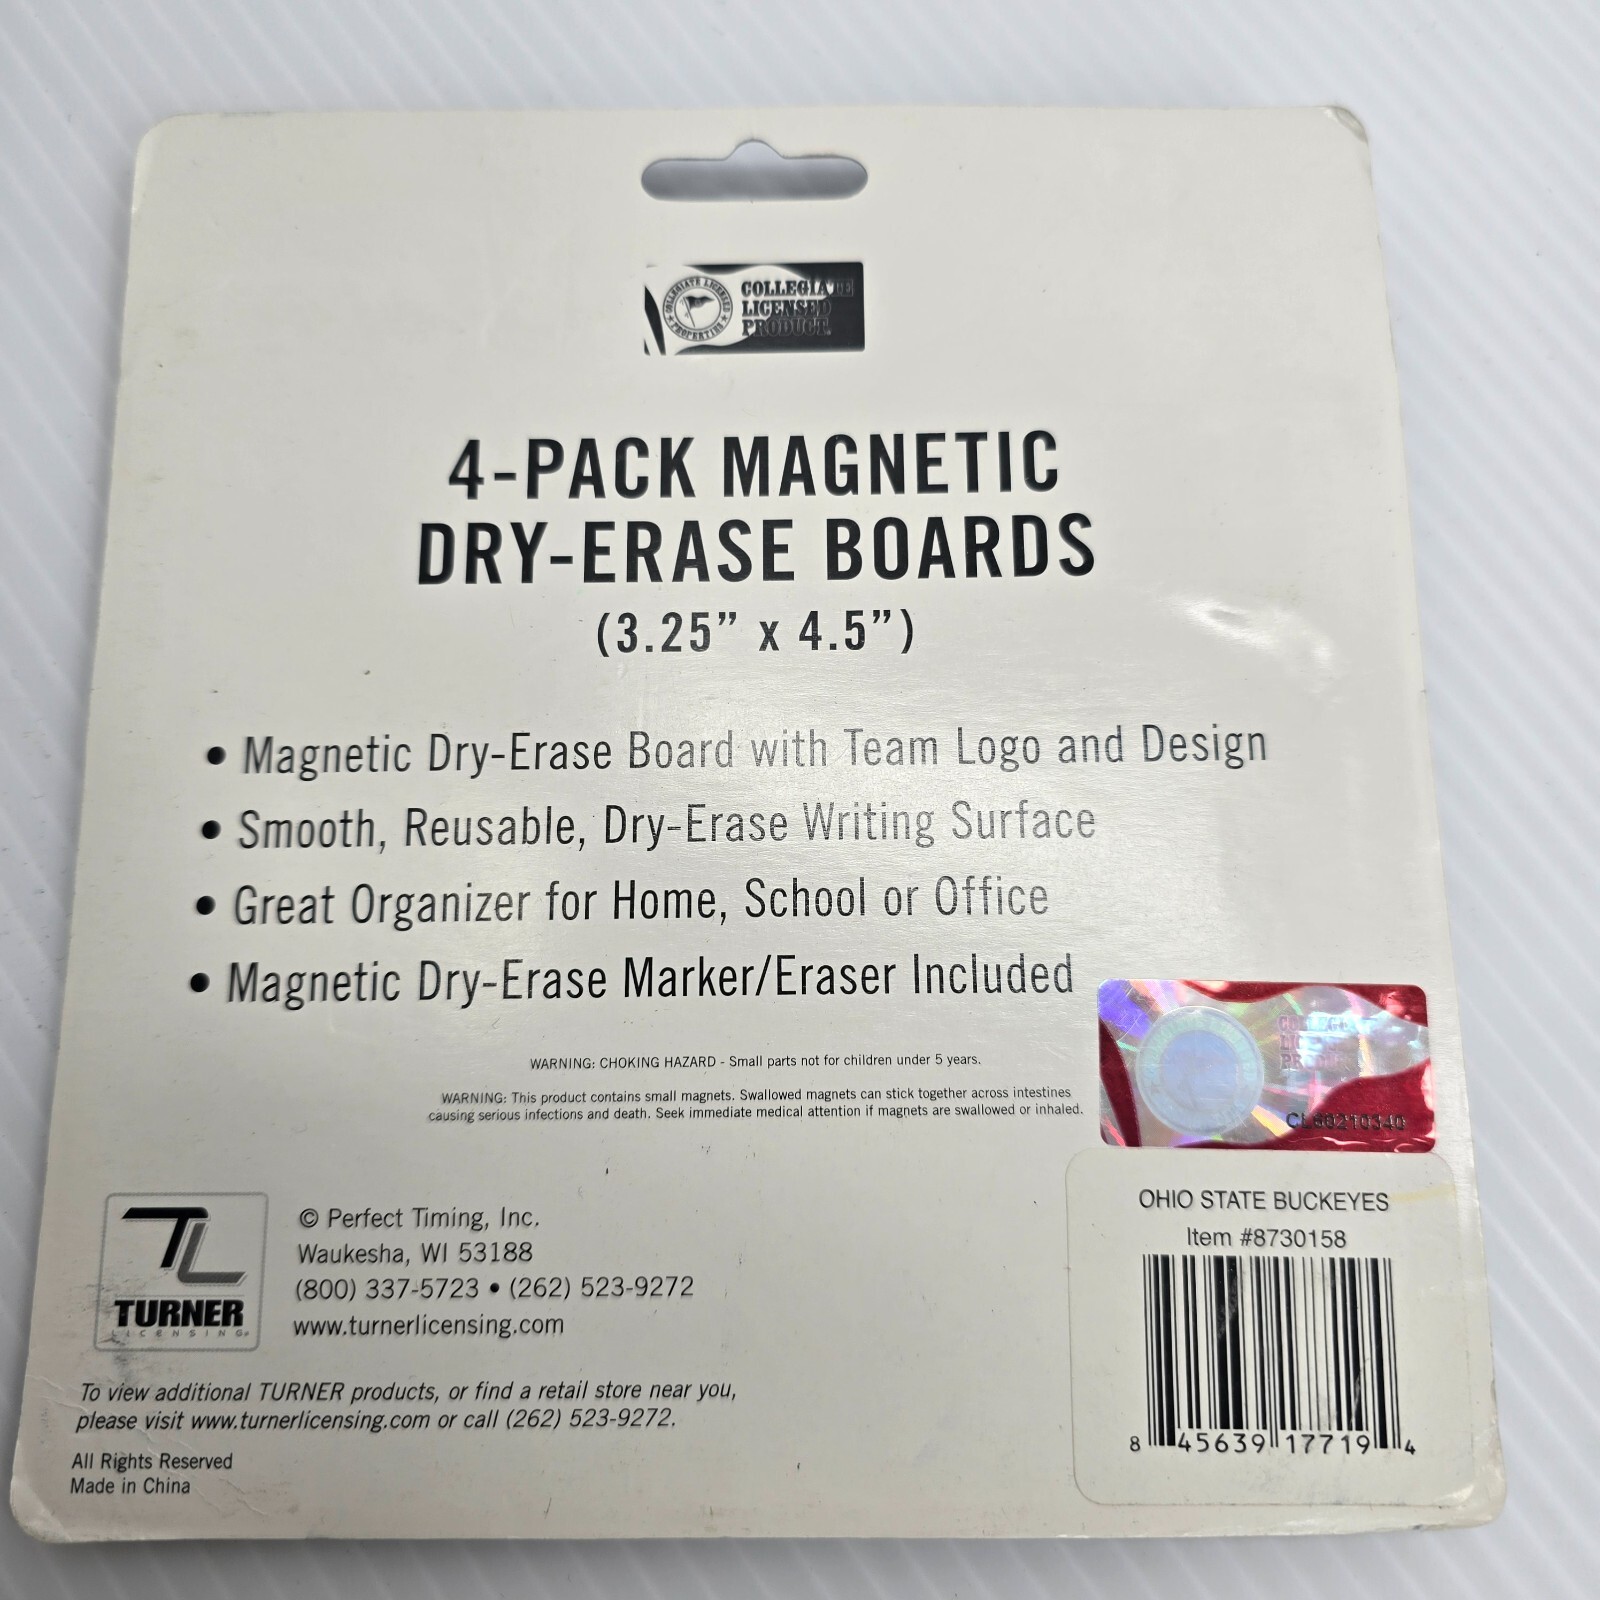 COLLEGIATE LICENSED
PROPERTIES
COLLEGIATE
LICENSED
PRODUCT
4-PACK MAGNETIC
DRY-ERASE BOARDS
(3.25” x 4.5”)
• Magnetic Dry-Erase Board with Team Logo and Design
• Smooth, Reusable, Dry-Erase Writing Surface
• Great Organizer for Home, School or Office
• Magnetic Dry-Erase Marker/Eraser Included
WARNING: CHOKING HAZARD - Small parts not for children under 5 years.
WARNING: This product contains small magnets. Swallowed magnets can stick together across intestines
causing serious infections and death. Seek immediate medical attention if magnets are swallowed or inhaled.
TL
TURNER
LICENSING
© Perfect Timing, Inc.
Waukesha, WI 53188
(800) 337-5723 • (262) 523-9272
www.turnerlicensing.com
To view additional TURNER products, or find a retail store near you,
please visit www.turnerlicensing.com or call (262) 523-9272.
All Rights Reserved
Made in China
OHIO STATE BUCKEYES
Item #8730158
8 45639 17719 4